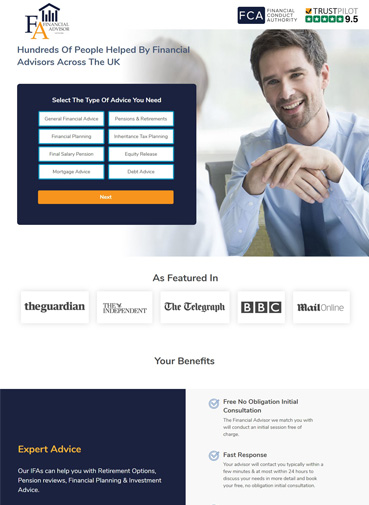 FINANCIAL
ADVISOR
FA
FCA
FINANCIAL
CONDUCT
AUTHORITY
TRUSTPILOT
9.5
Hundreds Of People Helped By Financial
Advisors Across The UK
Select The Type Of Advice You Need
General Financial Advice
Pensions & Retirements
Financial Planning
Inheritance Tax Planning
Final Salary Pension
Equity Release
Mortgage Advice
Debt Advice
Next
As Featured In
theguardian
THE
INDEPENDENT
The Telegraph
BBC
Mail Online
Your Benefits
Free No Obligation Initial
Consultation
The Financial Advisor we match you with
will conduct an initial session free of
charge.
Expert Advice
Our IFAs can help you with Retirement Options,
Pension reviews, Financial Planning & Investment
Advice.
Fast Response
Your advisor will contact you typically within a
few minutes & at most within 24 hours to
discuss your needs in more detail and book
your free, no obligation initial consultation.